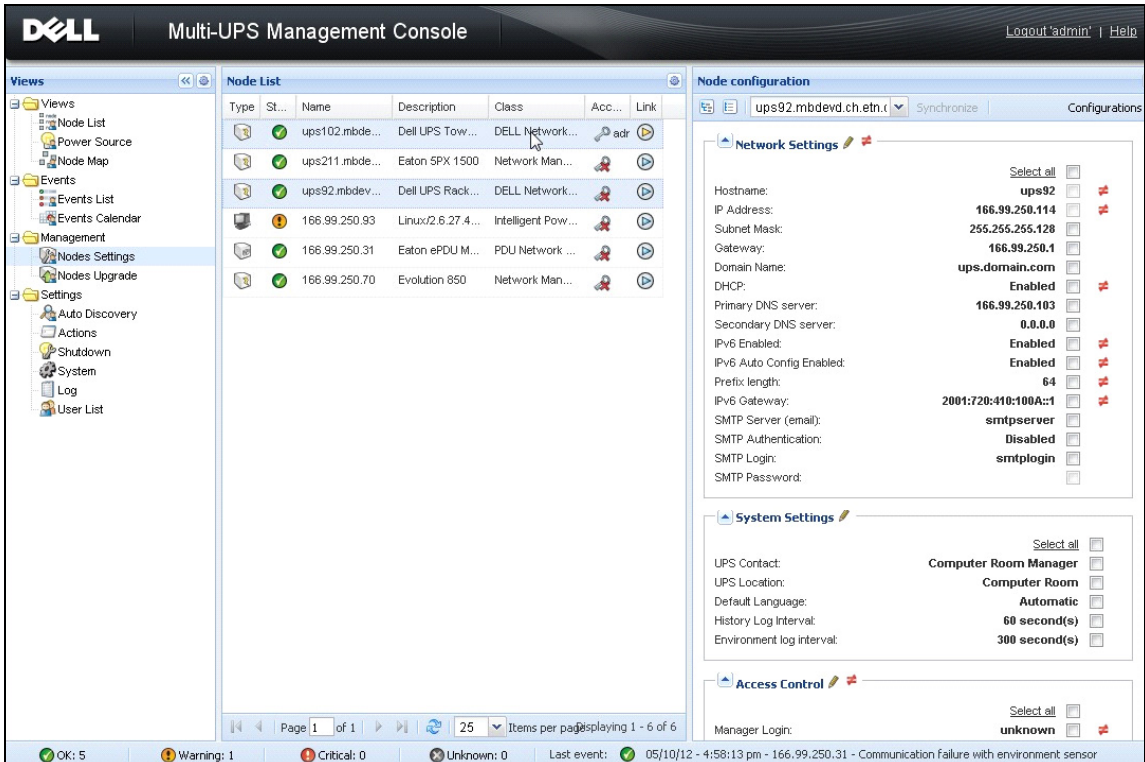 DELL Multi-UPS Management Console Logout 'admin' | Help
Views
Views
Node List
Power Source
Node Map
Events
Events List
Events Calendar
Management
Nodes Settings
Nodes Upgrade
Settings
Auto Discovery
Actions
Shutdown
System
Log
User List
Node List
Type St... Name Description Class Acc... Link
ups102.mbde... Dell UPS Tow... DELL Network... adr
ups211.mbde... Eaton 5PX 1500 Network Man...
ups92.mbdev... Dell UPS Rack... DELL Network...
166.99.250.93 Linux/2.6.27.4... Intelligent Pow...
166.99.250.31 Eaton ePDU M... PDU Network ...
166.99.250.70 Evolution 850 Network Man...
Page 1 of 1 25 Items per page Displaying 1 - 6 of 6
Node configuration
ups92.mbdevd.ch.etn.c Synchronize Configurations
Network Settings
Select all
Hostname: ups92
IP Address: 166.99.250.114
Subnet Mask: 255.255.255.128
Gateway: 166.99.250.1
Domain Name: ups.domain.com
DHCP: Enabled
Primary DNS server: 166.99.250.103
Secondary DNS server: 0.0.0.0
IPv6 Enabled: Enabled
IPv6 Auto Config Enabled: Enabled
Prefix length: 64
IPv6 Gateway: 2001:720:410:100A::1
SMTP Server (email): smtpserver
SMTP Authentication: Disabled
SMTP Login: smtplogin
SMTP Password:
System Settings
Select all
UPS Contact: Computer Room Manager
UPS Location: Computer Room
Default Language: Automatic
History Log Interval: 60 second(s)
Environment log interval: 300 second(s)
Access Control
Select all
Manager Login: unknown
OK: 5 Warning: 1 Critical: 0 Unknown: 0 Last event: 05/10/12 - 4:58:13 pm - 166.99.250.31 - Communication failure with environment sensor